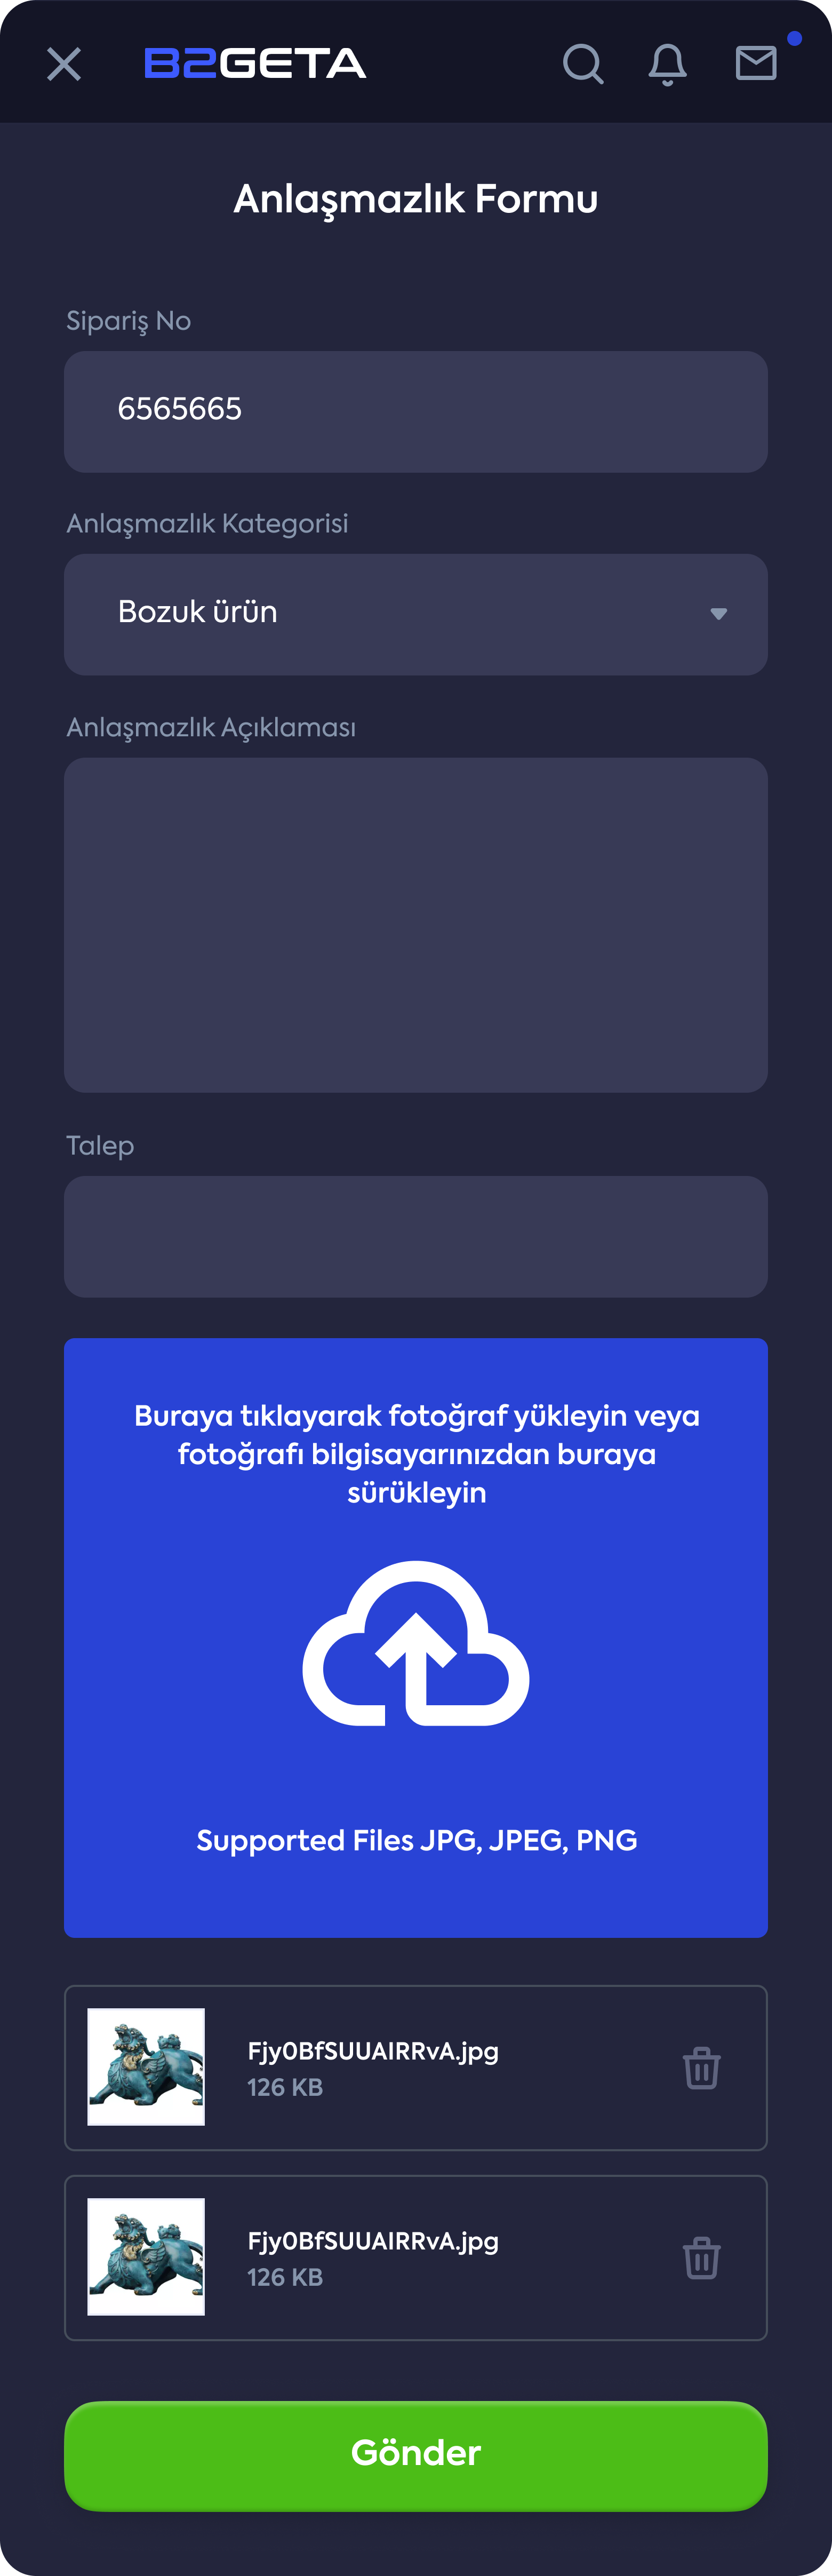 B2GETA
Anlaşmazlık Formu
Sipariş No
6565665
Anlaşmazlık Kategorisi
Bozuk ürün
Anlaşmazlık Açıklaması
Talep
Buraya tıklayarak fotoğraf yükleyin veya
fotoğrafı bilgisayarınızdan buraya
sürükleyin
Supported Files JPG, JPEG, PNG
Fjy0BfSUUAIRRvA.jpg
126 KB
Fjy0BfSUUAIRRvA.jpg
126 KB
Gönder